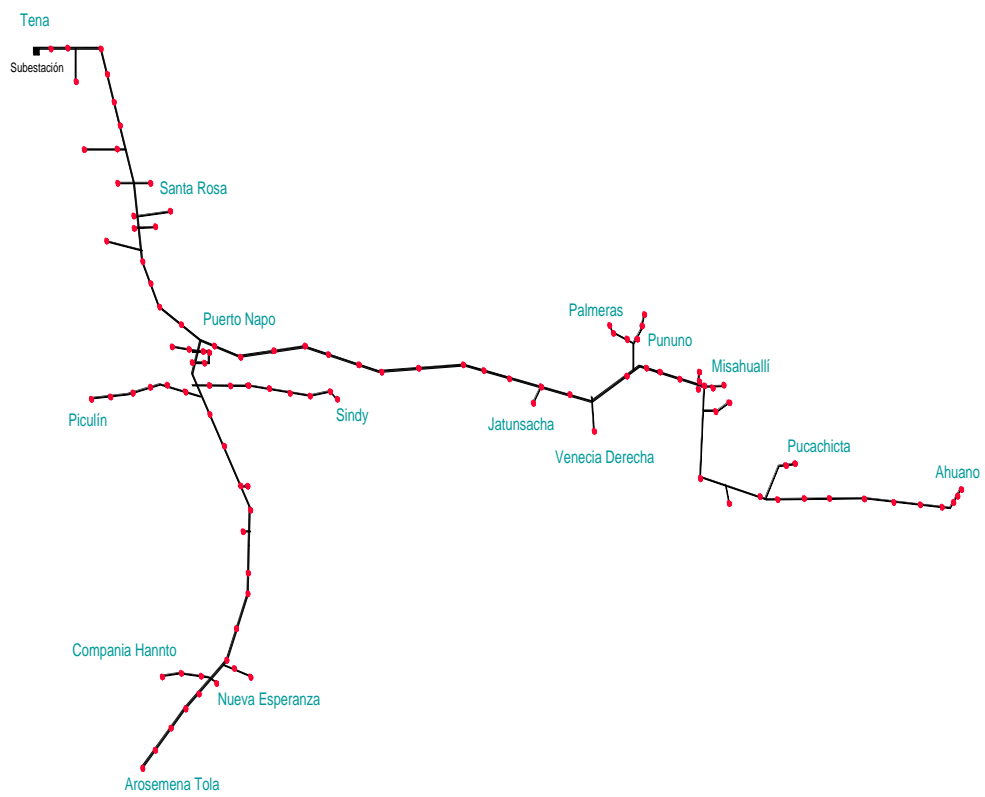 Tena
Subestación
Santa Rosa
Puerto Napo
Palmeras
Pununo
Misahuallí
Piculín
Sindy
Jatunsacha
Venecia Derecha
Pucachicta
Ahuano
Compania Hannto
Nueva Esperanza
Arosemena Tola